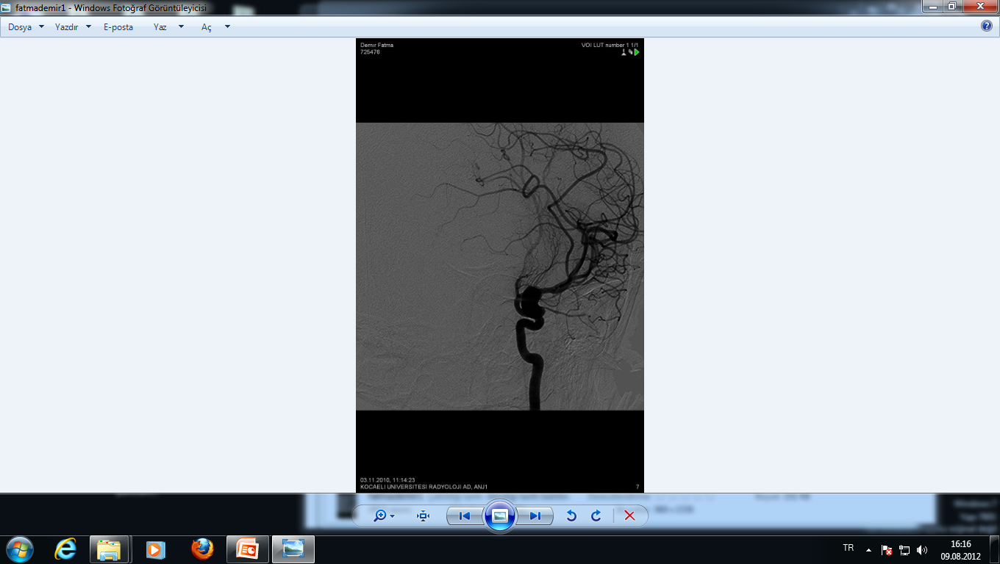 fatmademir1 - Windows Fotoğraf Görüntüleyicisi
Dosya Yazdır E-posta Yaz Aç
Demir Fatma
725476
VOI LUT number 1 1/1
03.11.2010, 11:14:23
KOCAELI UNIVERSITESI RADYOLOJI AD, ANJ1
7
TR
16:16
09.08.2012